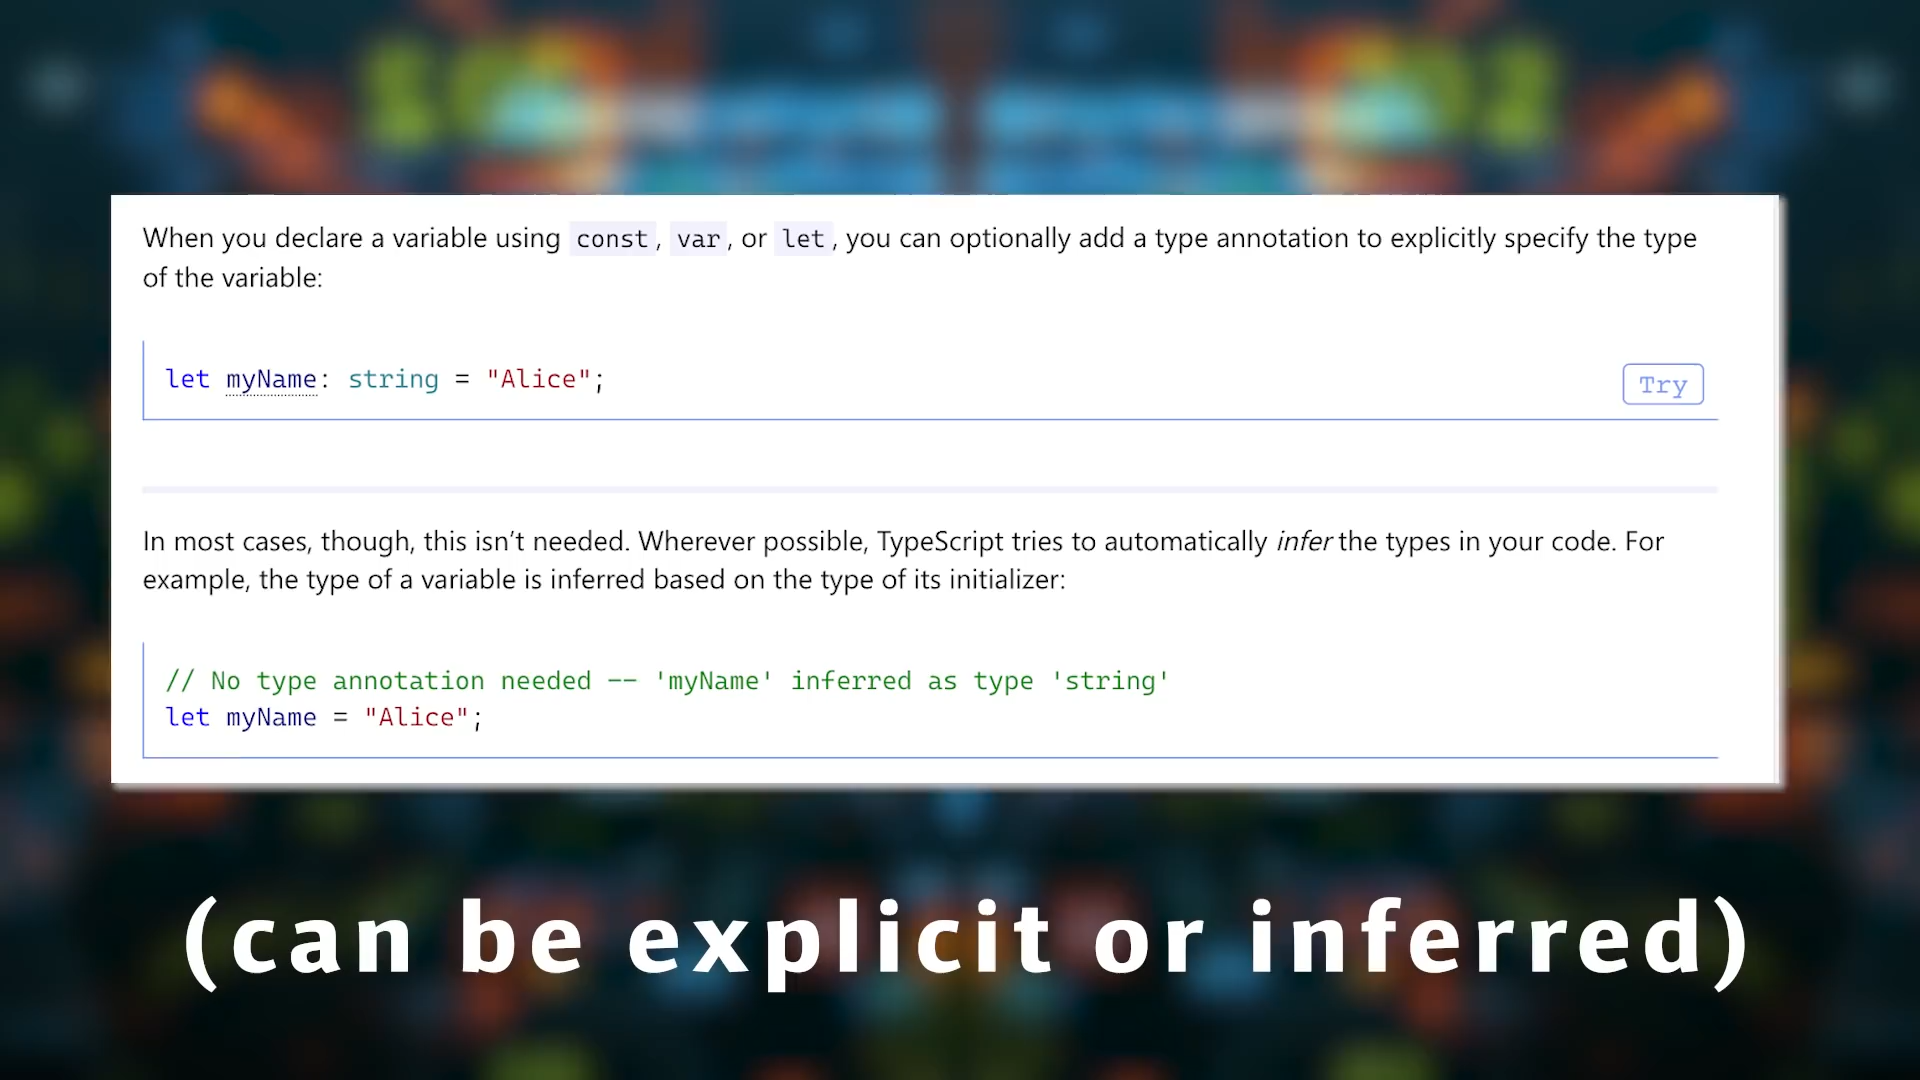 When you declare a variable using const, var, or let, you can optionally add a type annotation to explicitly specify the type
of the variable:
let myName: string = "Alice";
Try
In most cases, though, this isn’t needed. Wherever possible, TypeScript tries to automatically infer the types in your code. For
example, the type of a variable is inferred based on the type of its initializer:
// No type annotation needed -- 'myName' inferred as type 'string'
let myName = "Alice";
(can be explicit or inferred)